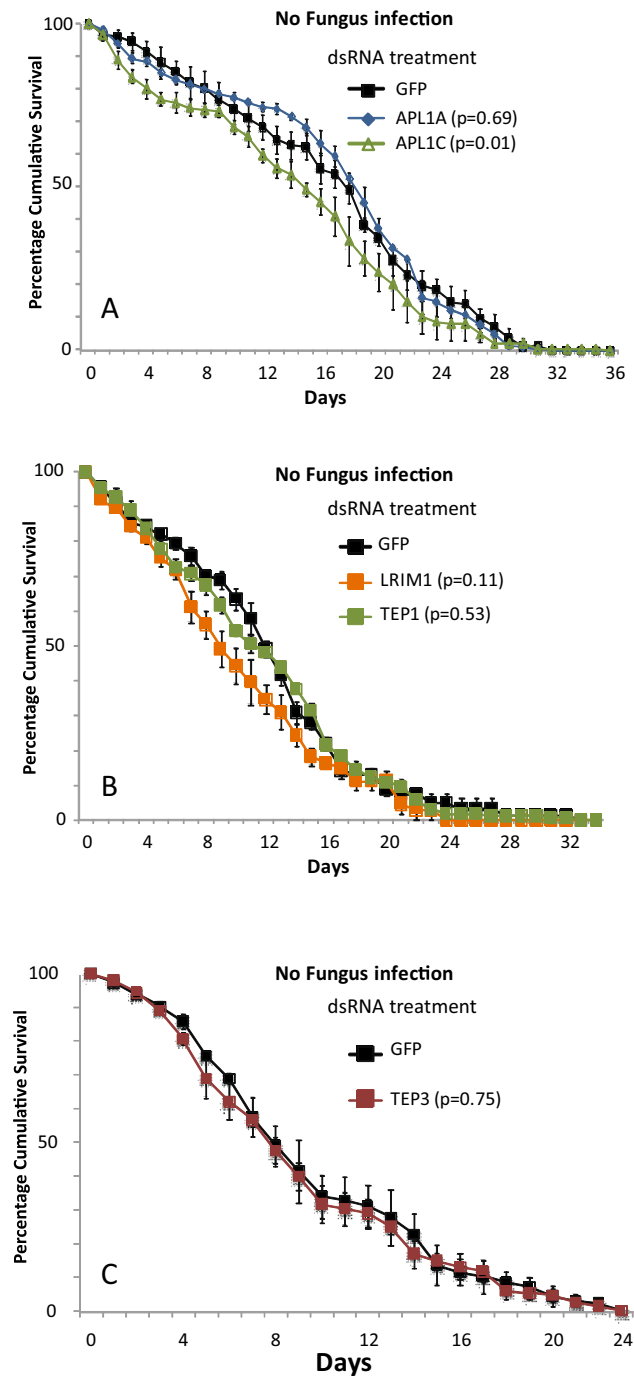 No Fungus infection
dsRNA treatment
GFP
APL1A (p=0.69)
APL1C (p=0.01)
Percentage Cumulative Survival
100
50
0
A
0 4 8 12 16 20 24 28 32 36
Days
No Fungus infection
dsRNA treatment
GFP
LRIM1 (p=0.11)
TEP1 (p=0.53)
Percentage Cumulative Survival
100
50
0
B
0 4 8 12 16 20 24 28 32
Days
No Fungus infection
dsRNA treatment
GFP
TEP3 (p=0.75)
Percentage Cumulative Survival
100
50
0
C
0 4 8 12 16 20 24
Days